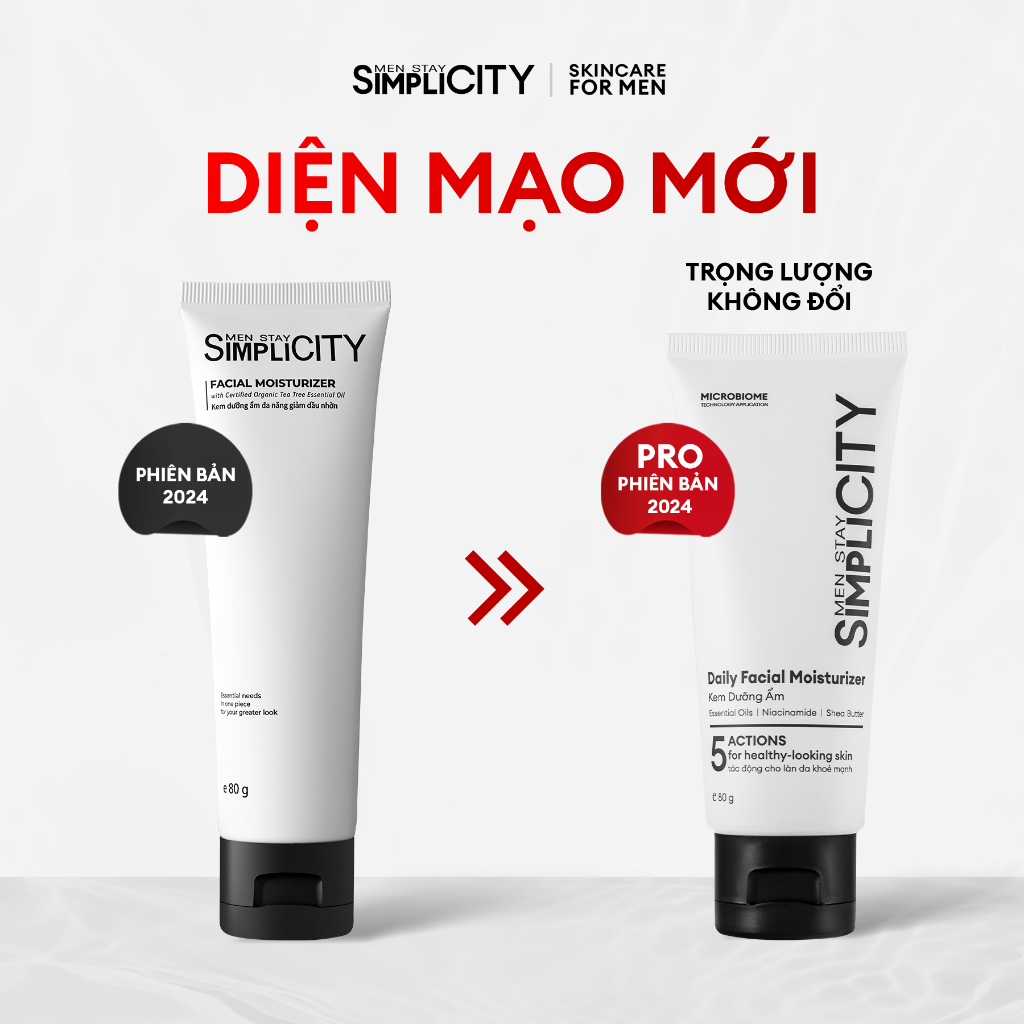 MEN STAY
SIMPLICITY
SKINCARE
FOR MEN
DIỆN MẠO MỚI
TRỌNG LƯỢNG
KHÔNG ĐỔI
MEN STAY
SIMPLICITY
FACIAL MOISTURIZER
with Certified Organic Tea Tree Essential Oil
Kem dưỡng ẩm đa năng giảm dầu nhờn
PHIÊN BẢN
2024
Essential needs
in one piece
for your greater look
e 80 g
MICROBIOME
TECHNOLOGY APPLICATION
PRO
PHIÊN BẢN
2024
MEN STAY
SIMPLICITY
Daily Facial Moisturizer
Kem Dưỡng Ẩm
Essential Oils | Niacinamide | Shea Butter
5 ACTIONS
for healthy-looking skin
tác động cho làn da khoẻ mạnh
e 80 g